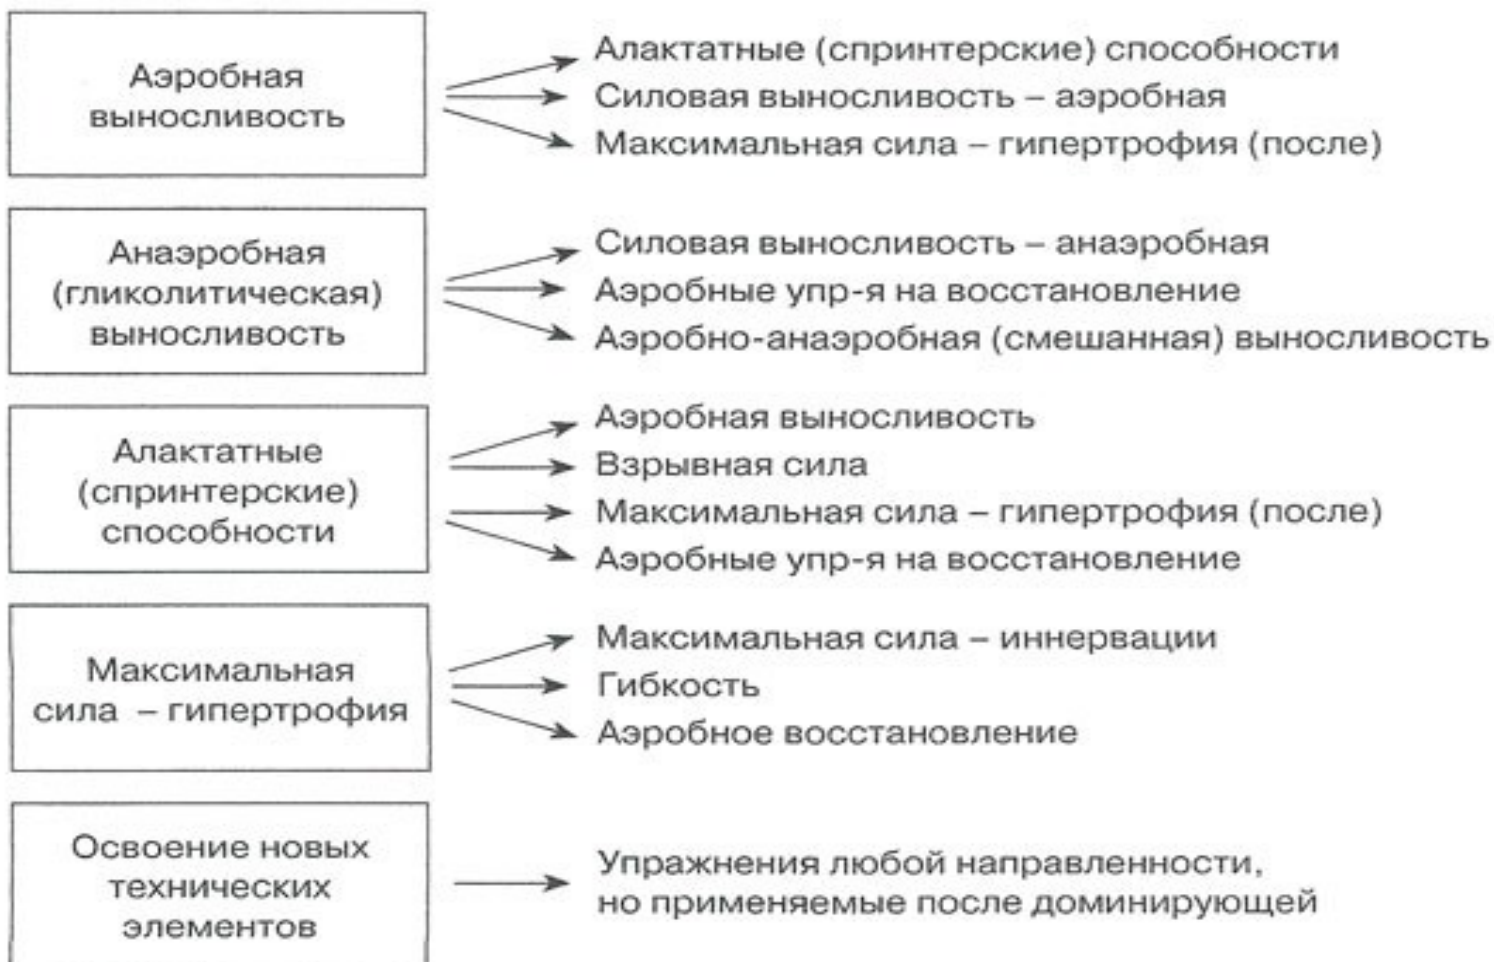 Аэробная
выносливость
Алактатные (спринтерские) способности
Силовая выносливость – аэробная
Максимальная сила – гипертрофия (после)
Анаэробная
(гликолитическая)
выносливость
Силовая выносливость – анаэробная
Аэробные упр-я на восстановление
Аэробно-анаэробная (смешанная) выносливость
Алактатные
(спринтерские)
способности
Аэробная выносливость
Взрывная сила
Максимальная сила – гипертрофия (после)
Аэробные упр-я на восстановление
Максимальная
сила – гипертрофия
Максимальная сила – иннервации
Гибкость
Аэробное восстановление
Освоение новых
технических
элементов
Упражнения любой направленности,
но применяемые после доминирующей